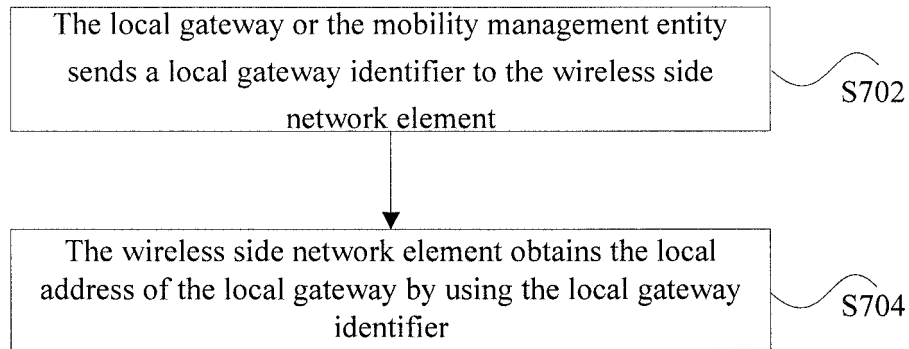 The local gateway or the mobility management entity
sends a local gateway identifier to the wireless side
network element
S702
The wireless side network element obtains the local
address of the local gateway by using the local gateway
identifier
S704